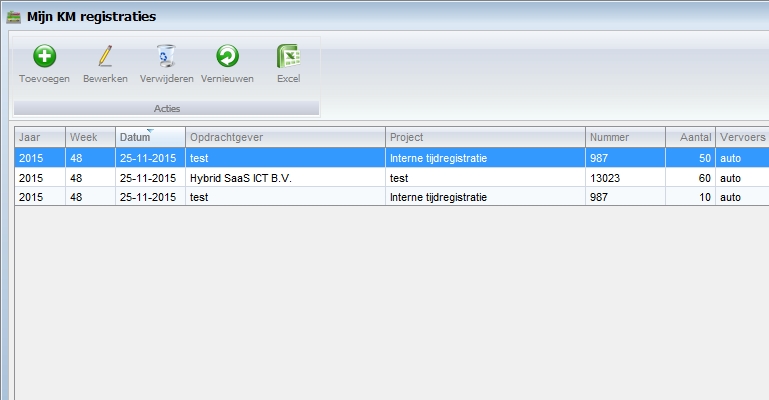 Mijn KM registraties
Toevoegen Bewerken Verwijderen Vernieuwen Excel
Acties
Jaar Week Datum Opdrachtgever Project Nummer Aantal Vervoers
2015 48 25-11-2015 test Interne tijdregistratie 987 50 auto
2015 48 25-11-2015 Hybrid SaaS ICT B.V. test 13023 60 auto
2015 48 25-11-2015 test Interne tijdregistratie 987 10 auto